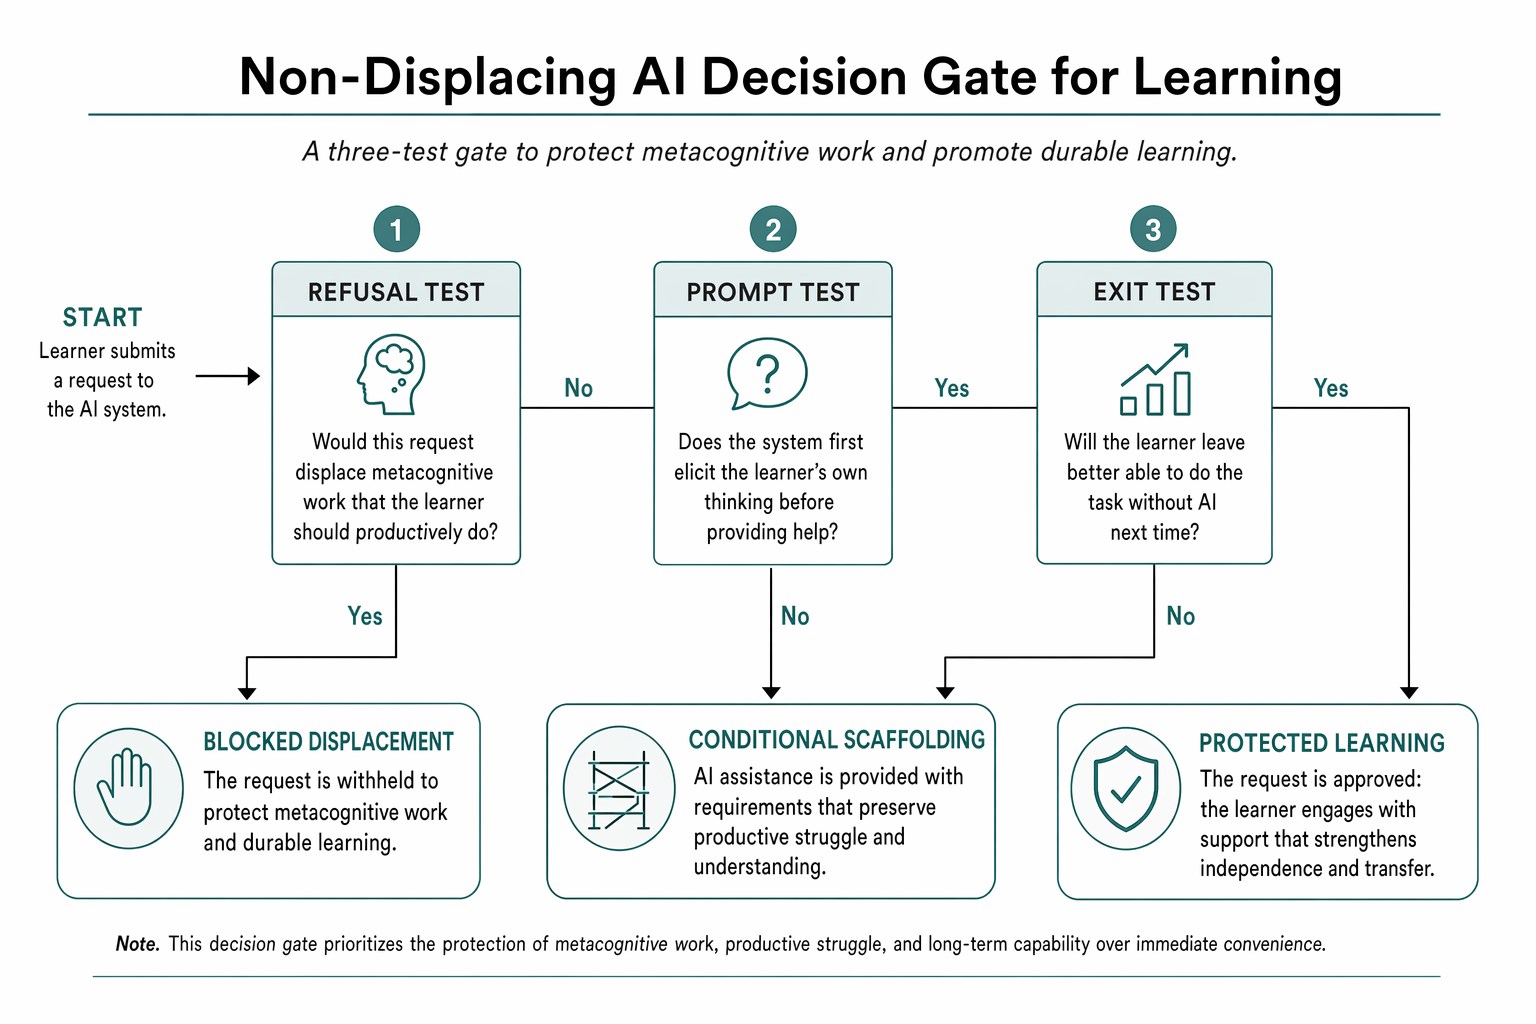 Non-Displacing AI Decision Gate for Learning
A three-test gate to protect metacognitive work and promote durable learning.
START
Learner submits
a request to
the AI system.
1
REFUSAL TEST
Would this request
displace metacognitive
work that the learner
should productively do?
No
Yes
2
PROMPT TEST
?
Does the system first
elicit the learner's own
thinking before
providing help?
Yes
No
3
EXIT TEST
Will the learner leave
better able to do the
task without AI
next time?
Yes
No
BLOCKED DISPLACEMENT
The request is withheld to
protect metacognitive work
and durable learning.
CONDITIONAL SCAFFOLDING
AI assistance is provided with
requirements that preserve
productive struggle and
understanding.
PROTECTED LEARNING
The request is approved:
the learner engages with
support that strengthens
independence and transfer.
Note. This decision gate prioritizes the protection of metacognitive work, productive struggle, and long-term capability over immediate convenience.